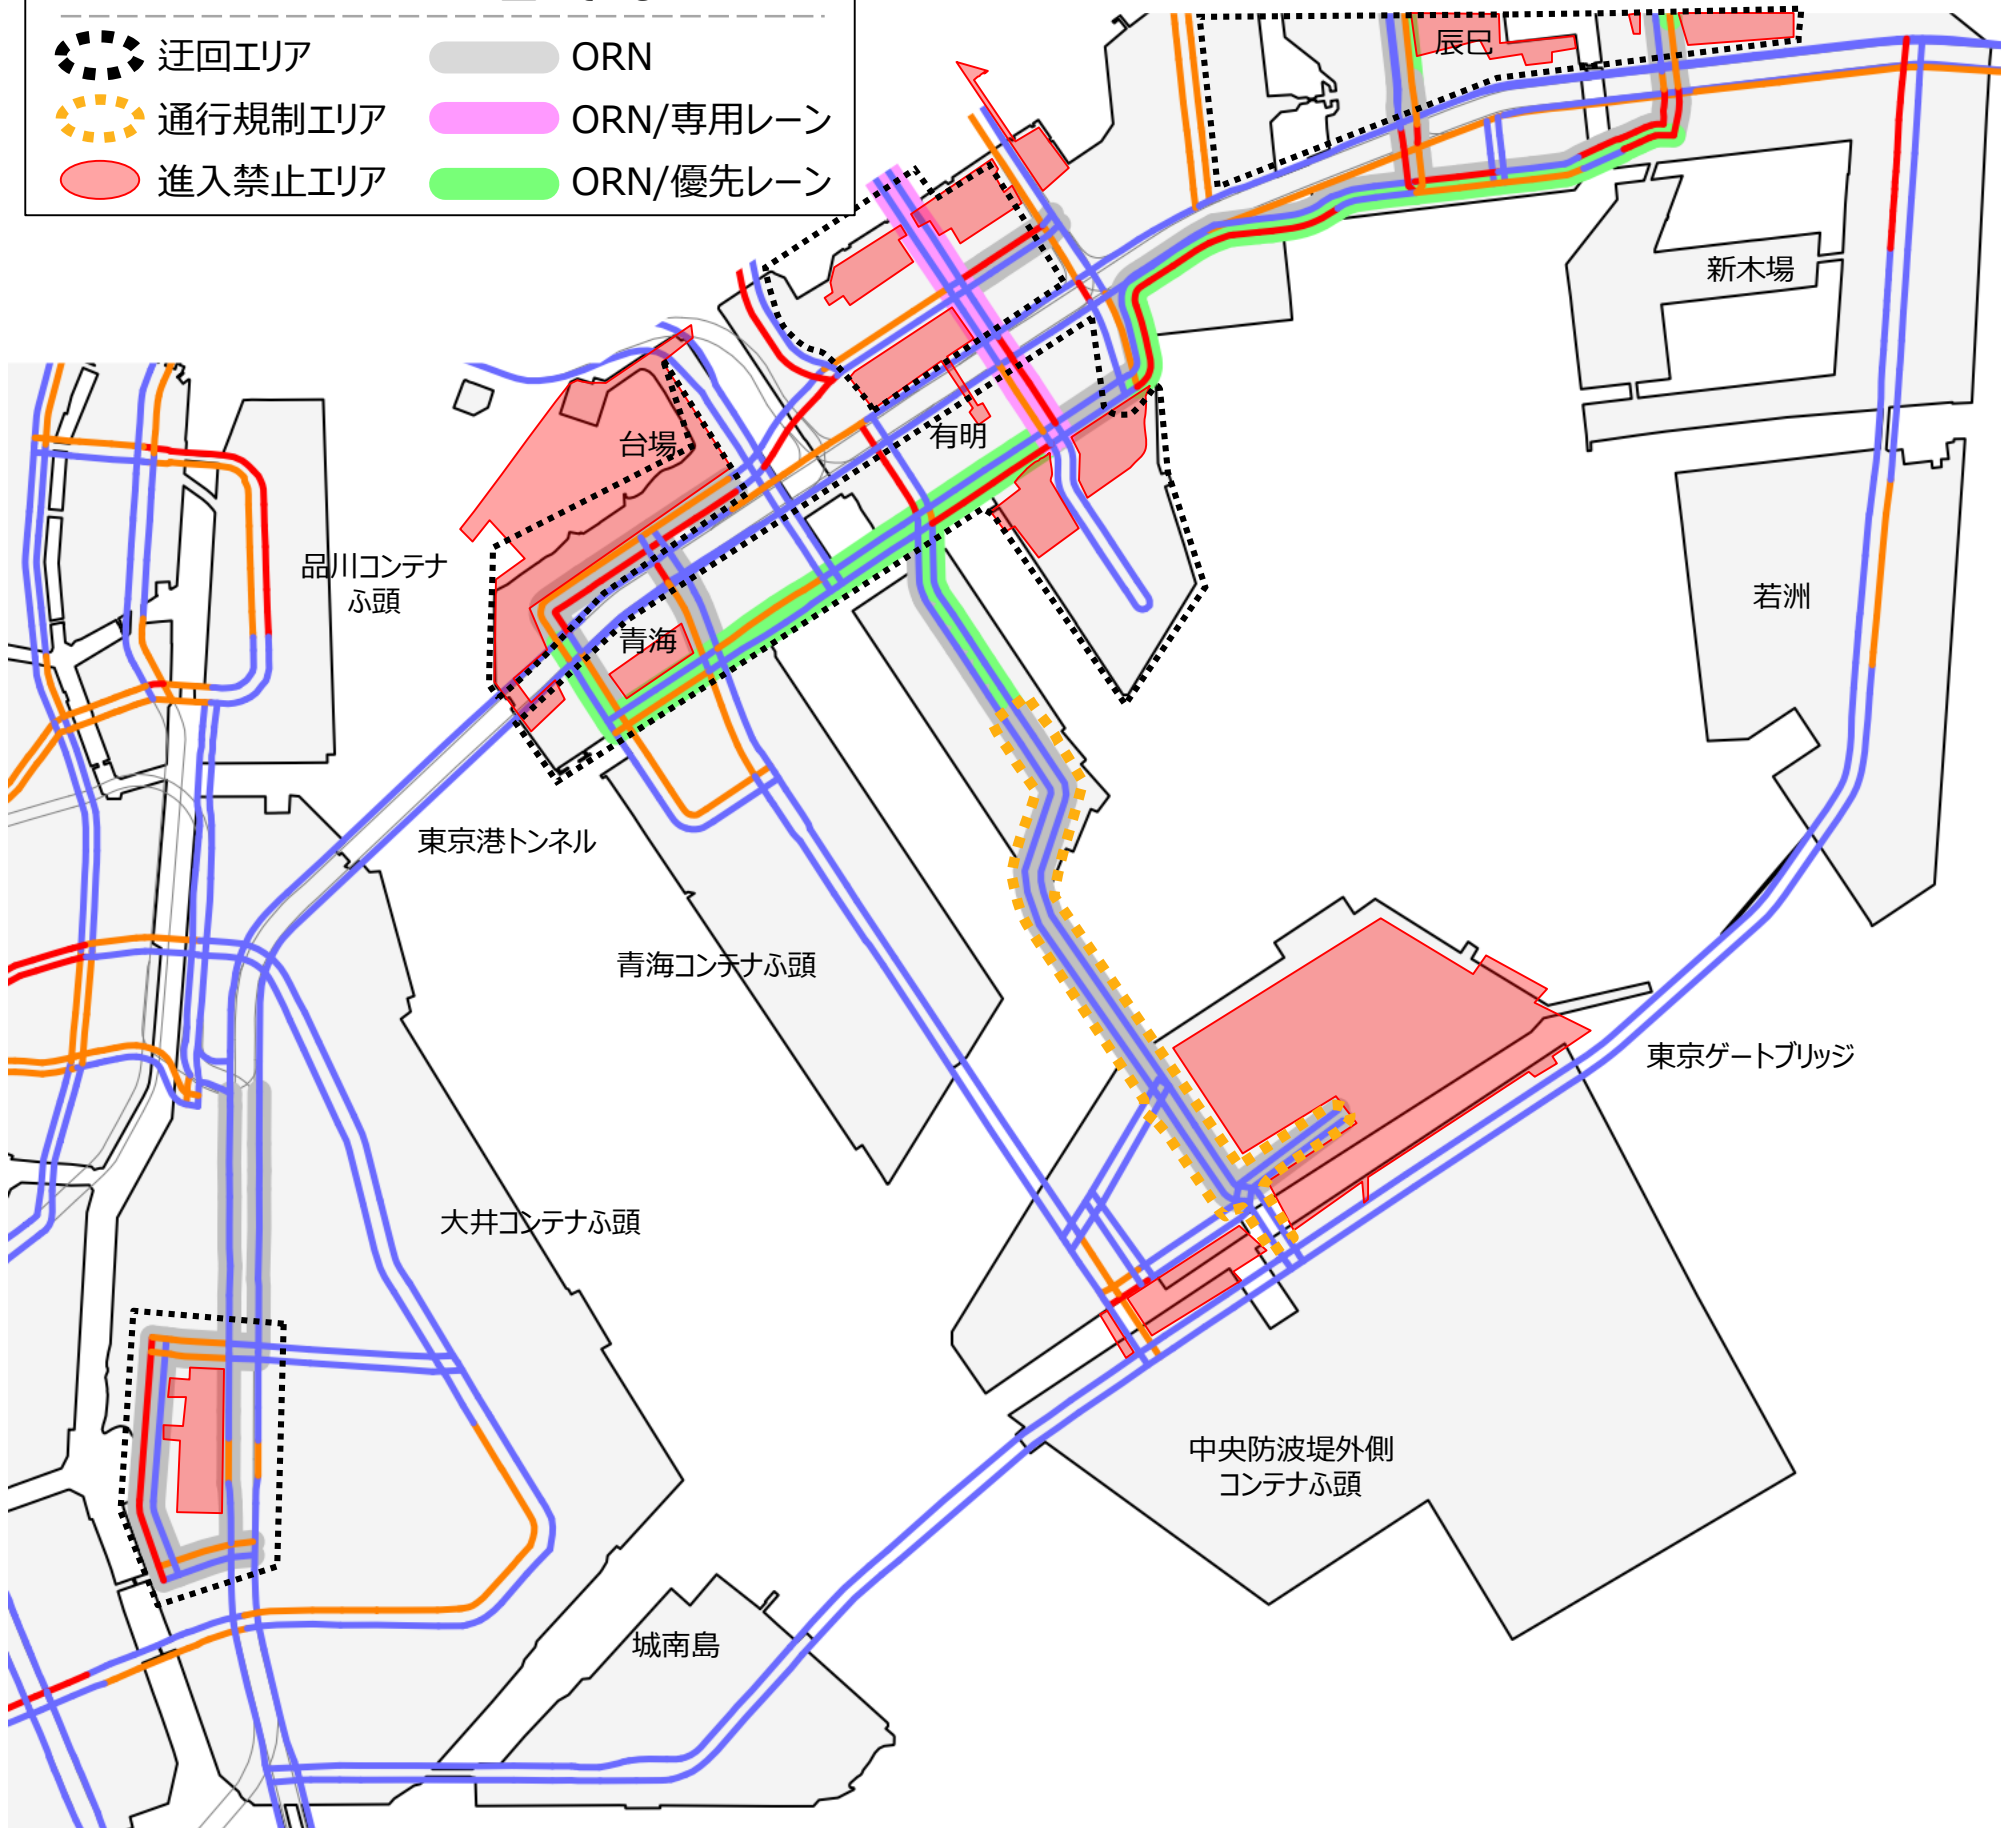 迂回エリア
ORN
通行規制エリア
ORN/専用レーン
進入禁止エリア
ORN/優先レーン
辰巳
新木場
台場
有明
品川コンテナ
ふ頭
若洲
青海
東京港トンネル
青海コンテナふ頭
東京ゲートブリッジ
大井コンテナふ頭
中央防波堤外側
コンテナふ頭
城南島